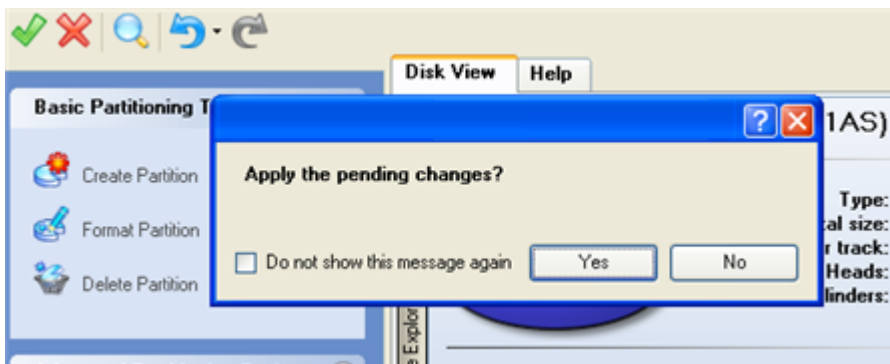 Disk View
Help
Basic Partitioning T
1AS)
Create Partition
Format Partition
Delete Partition
Apply the pending changes?
Do not show this message again
Yes
No
Type:
al size:
r track:
Heads:
linders:
e Explor